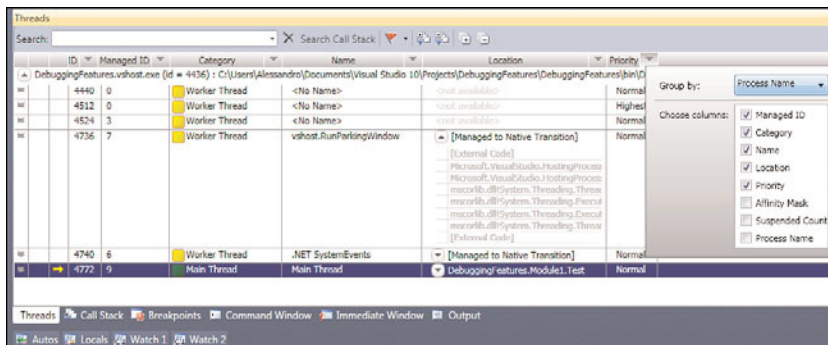 Threads
Search: Search Call Stack
ID Managed ID Category Name Location Priority
DebuggingFeatures.vshost.exe (id = 4436) : C:\Users\Alessandro\Documents\Visual Studio 10\Projects\DebuggingFeatures\DebuggingFeatures\bin\D
4440 0 Worker Thread <No Name> <not available> Normal
4512 0 Worker Thread <No Name> <not available> Highes
4524 3 Worker Thread <No Name> <not available> Normal
4736 7 Worker Thread vshost.RunParkingWindow [Managed to Native Transition] Normal
[External Code]
Microsoft.VisualStudio.HostingProcess
Microsoft.VisualStudio.HostingProcess
mscorlib.dll!System.Threading.Thread
mscorlib.dll!System.Threading.Execut
mscorlib.dll!System.Threading.Execut
mscorlib.dll!System.Threading.Thread
[External Code]
4740 6 Worker Thread .NET SystemEvents [Managed to Native Transition] Normal
4772 9 Main Thread Main Thread DebuggingFeatures.Module1.Test Normal
Group by: Process Name
Choose columns: Managed ID
Category
Name
Location
Priority
Affinity Mask
Suspended Count
Process Name
Threads Call Stack Breakpoints Command Window Immediate Window Output
Autos Locals Watch 1 Watch 2